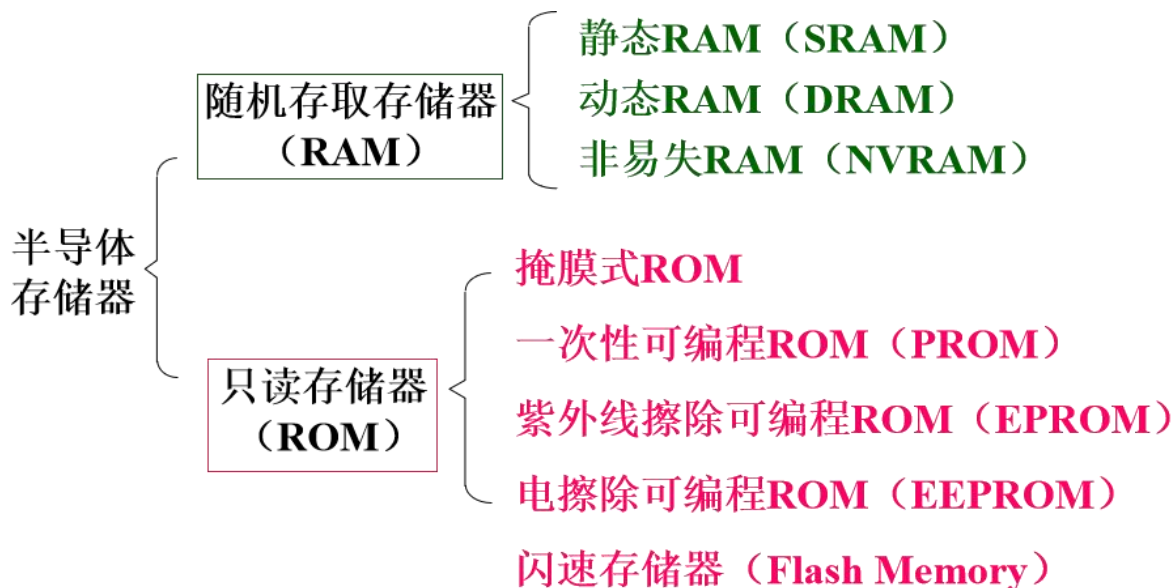 半导体
存储器
随机存取存储器
（RAM）
静态RAM（SRAM）
动态RAM（DRAM）
非易失RAM（NVRAM）
只读存储器
（ROM）
掩膜式ROM
一次性可编程ROM（PROM）
紫外线擦除可编程ROM（EPROM）
电擦除可编程ROM（EEPROM）
闪速存储器（Flash Memory）